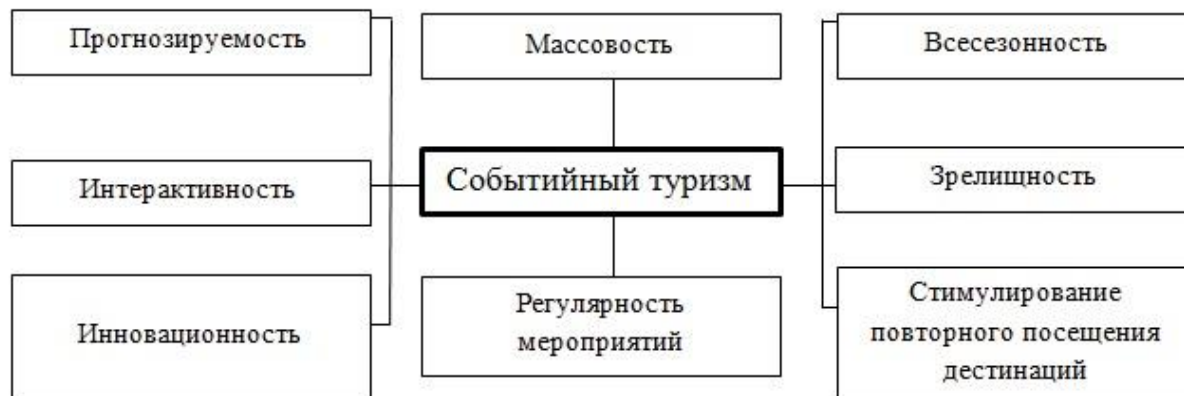 Прогнозируемость
Массовость
Всесезонность
Интерактивность
Событийный туризм
Зрелищность
Инновационность
Регулярность
мероприятий
Стимулирование
повторного посещения
дестинаций